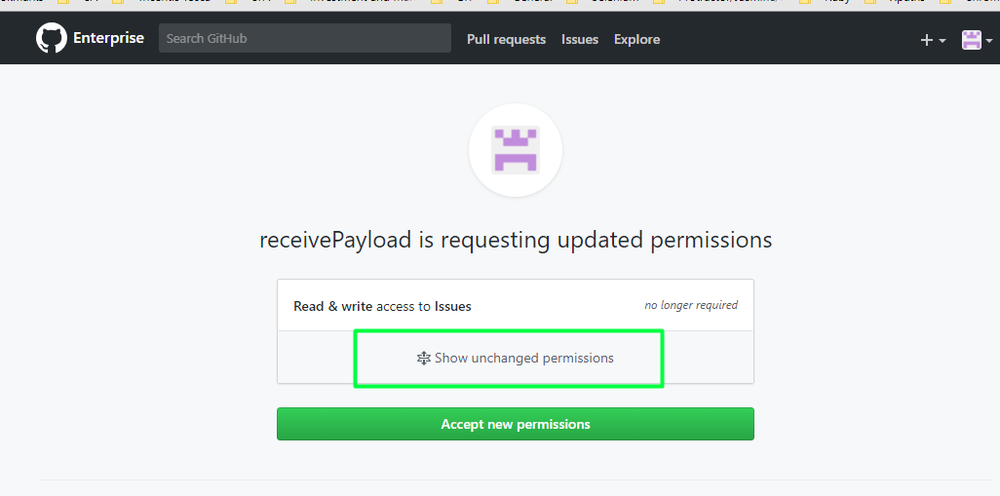 Enterprise Search GitHub Pull requests Issues Explore
receivePayload is requesting updated permissions
Read & write access to Issues no longer required
Show unchanged permissions
Accept new permissions